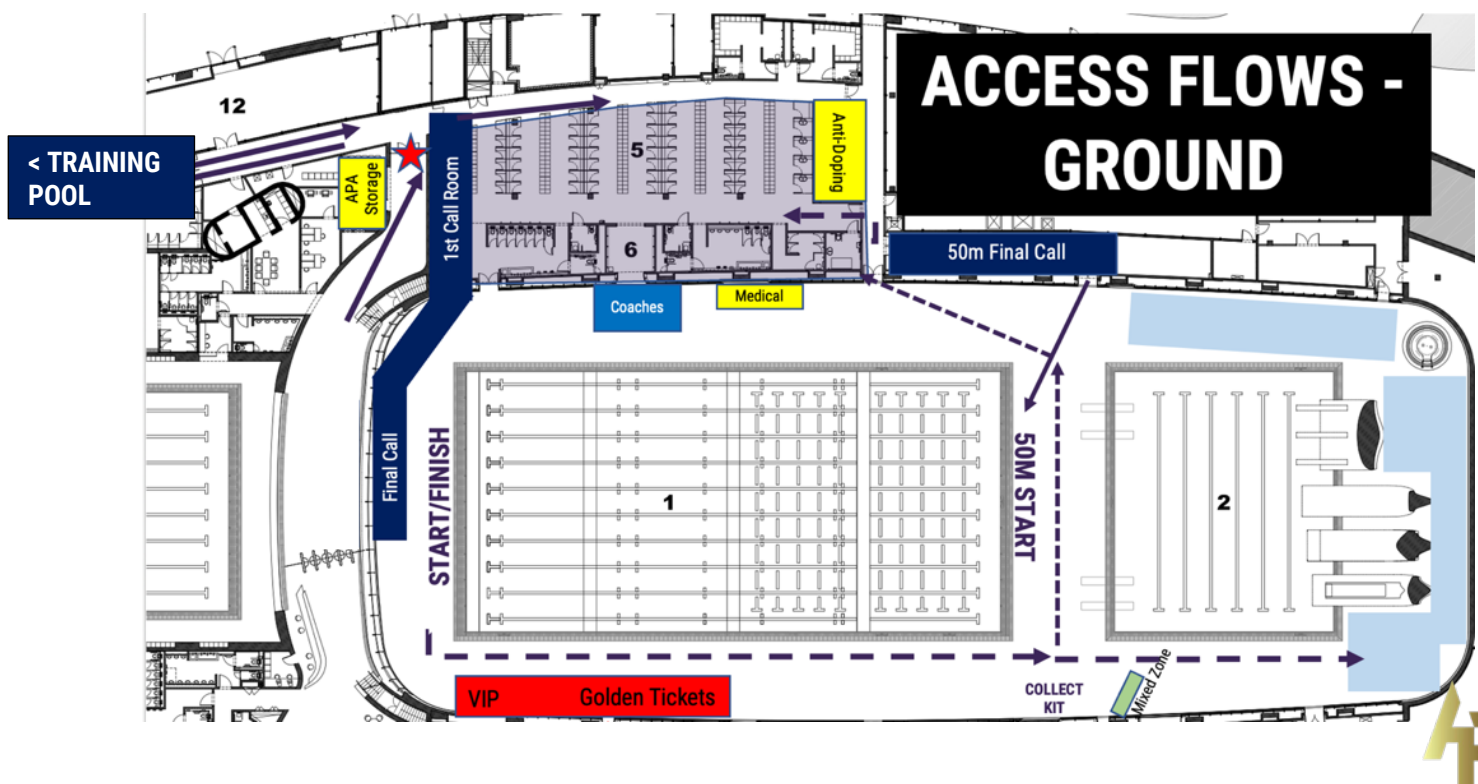 ACCESS FLOWS -
GROUND
12
< TRAINING
POOL
APA
Storage
1st Call Room
5
Anti-Doping
6
50m Final Call
Coaches
Medical
Final Call
START/FINISH
1
50M START
2
VIP
Golden Tickets
COLLECT
KIT
Mixed Zone